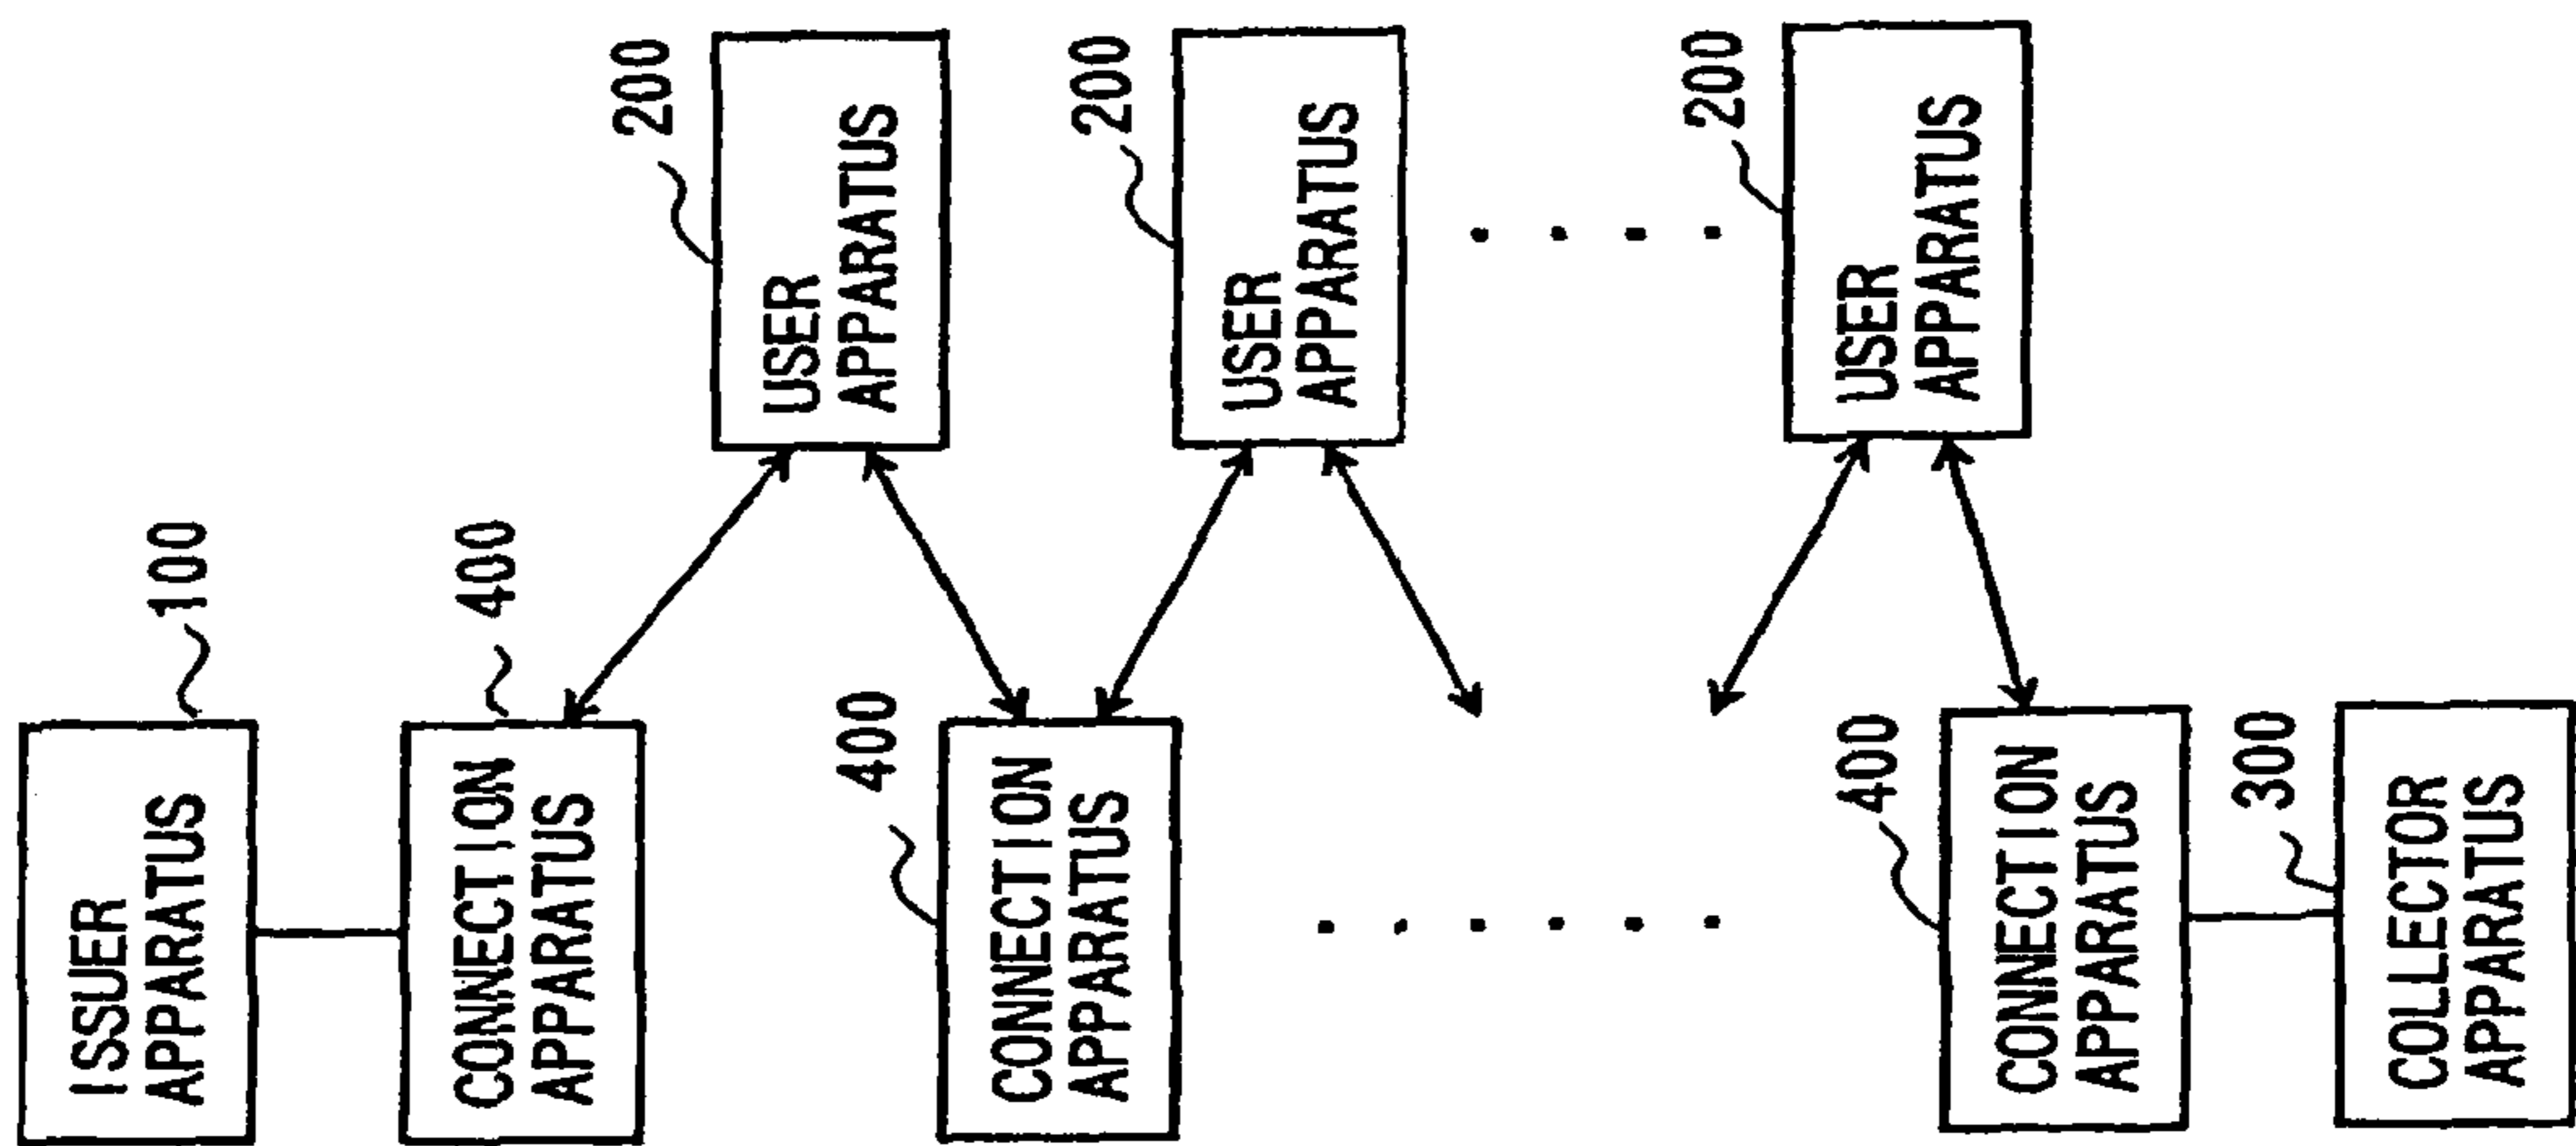 ISSUER
APPARATUS
100
CONNECTION
APPARATUS
400
200
USER
APPARATUS
400
CONNECTION
APPARATUS
200
USER
APPARATUS
200
USER
APPARATUS
400
CONNECTION
APPARATUS
300
COLLECTOR
APPARATUS